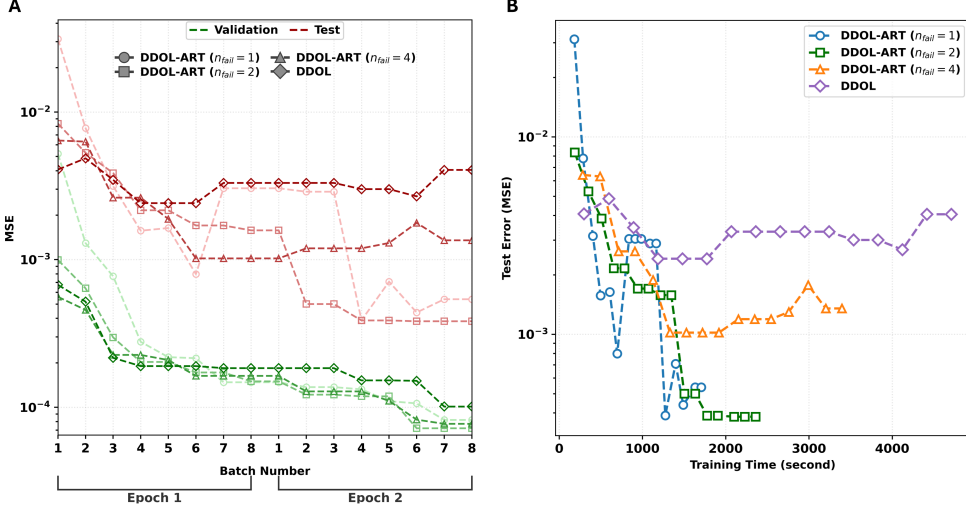 A
Validation
Test
DDOL-ART (n_fail = 1)
DDOL-ART (n_fail = 4)
DDOL-ART (n_fail = 2)
DDOL
MSE
10⁻²
10⁻³
10⁻⁴
1 2 3 4 5 6 7 8 1 2 3 4 5 6 7 8
Batch Number
Epoch 1
Epoch 2
B
DDOL-ART (n_fail = 1)
DDOL-ART (n_fail = 2)
DDOL-ART (n_fail = 4)
DDOL
Test Error (MSE)
10⁻²
10⁻³
0 1000 2000 3000 4000
Training Time (second)